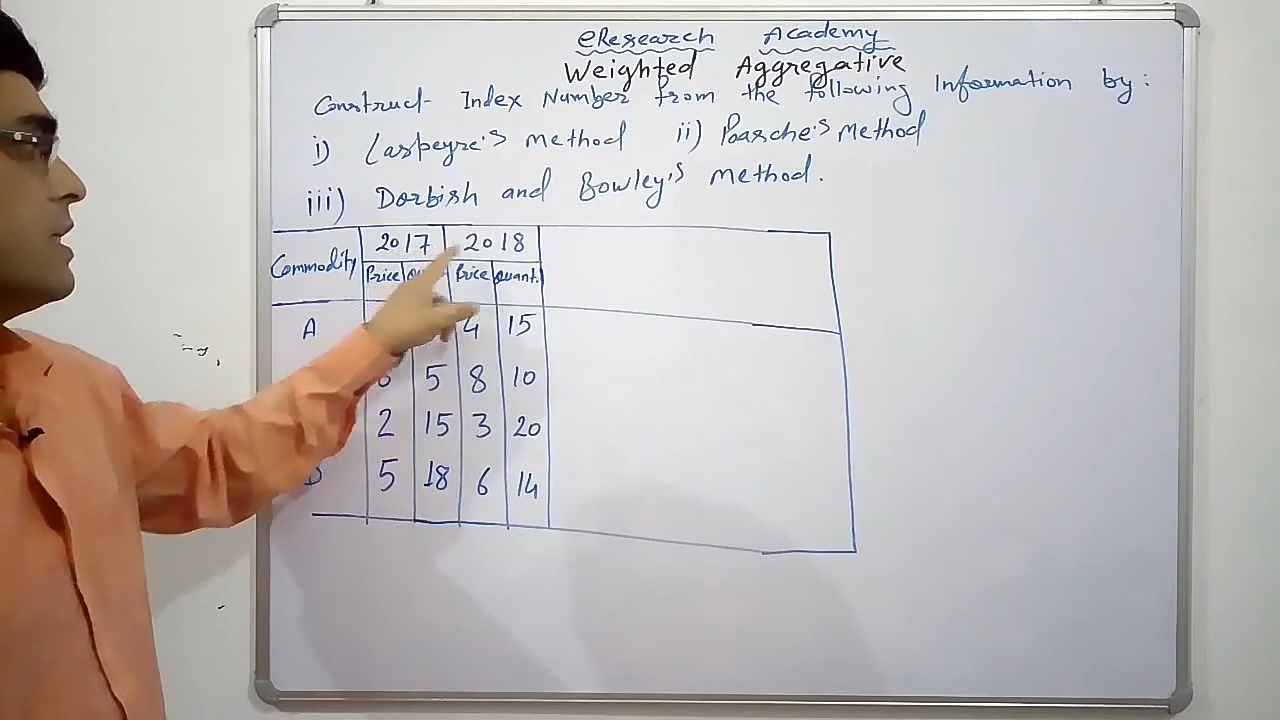 eResearch Academy
Weighted Aggregative
Construct Index Number from the following Information by:
i) Laspeyre's method ii) Paasche's Method
iii) Dorbish and Bowley's method.
2017 2018
Commodity Price Price Quant.
A 4 15
5 8 10
2 15 3 20
D 5 18 6 14